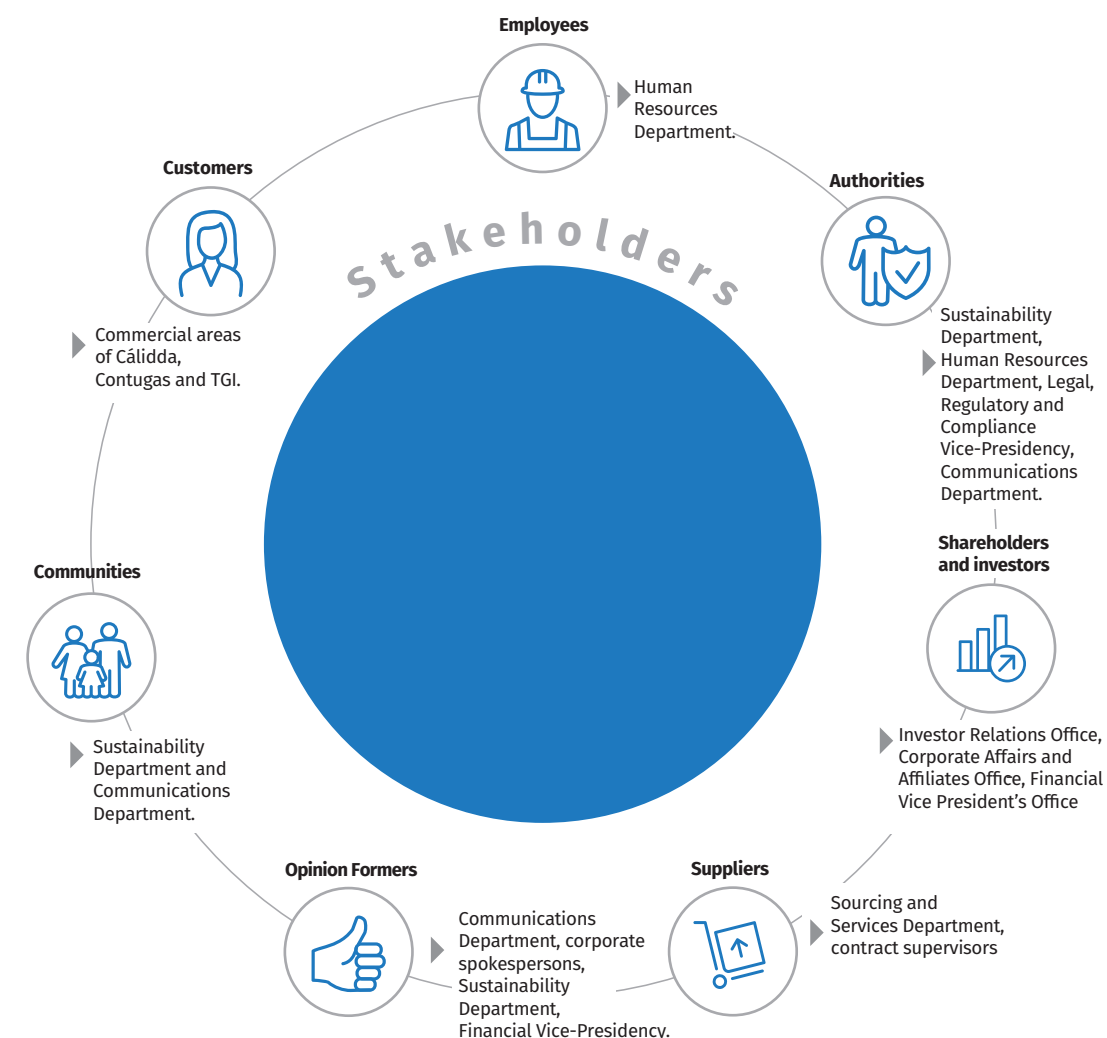 Employees
Human
Resources
Department.
Customers
Authorities
Stakeholders
Commercial areas
of Cálidda,
Contugas and TGI.
Sustainability
Department,
Human Resources
Department, Legal,
Regulatory and
Compliance
Vice-Presidency,
Communications
Department.
Shareholders
and investors
Communities
Investor Relations Office,
Corporate Affairs and
Affiliates Office, Financial
Vice President’s Office
Sustainability
Department and
Communications
Department.
Opinion Formers
Suppliers
Communications
Department, corporate
spokespersons,
Sustainability
Department,
Financial Vice-Presidency.
Sourcing and
Services Department,
contract supervisors